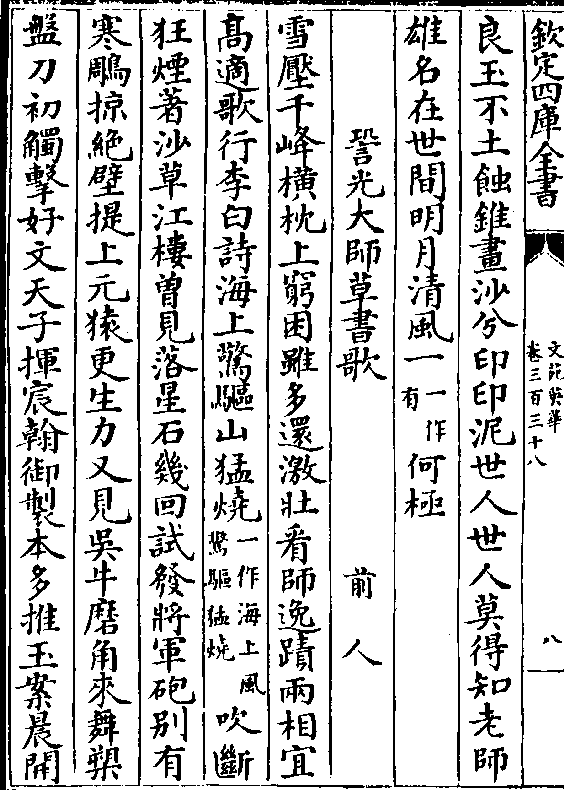 欽定四庫全書
文苑英華
卷三百三十八
八
良玉不土蝕錐畫沙兮印印泥世人世人莫得知老師
雄名在世間明月清風一一作有何極
䛒光大師草書歌 前人
雪壓千峰橫枕上窮困雖多還激壯看師逸蹟兩相宜
髙適歌行李白詩海上驚驅山猛燒一作海上風驚驅猛燒吹斷
狂煙著沙草江樓曽見落星石幾回試發將軍砲别有
寒鵰掠絶壁提上元猿更生力又見吳牛磨角來舞槊
盤刀初觸擊好文天子揮宸翰御製本多推玉案晨開